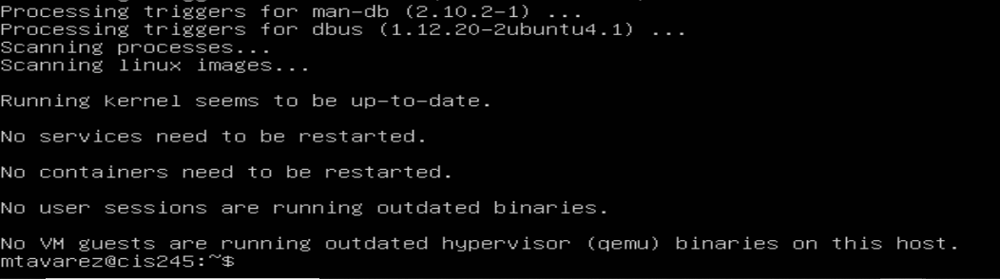 Processing triggers for man-db (2.10.2-1) ...
Processing triggers for dbus (1.12.20-2ubuntu4.1) ...
Scanning processes...
Scanning linux images...
Running kernel seems to be up-to-date.
No services need to be restarted.
No containers need to be restarted.
No user sessions are running outdated binaries.
No VM guests are running outdated hypervisor (qemu) binaries on this host.
mtavarez@cis245:~$